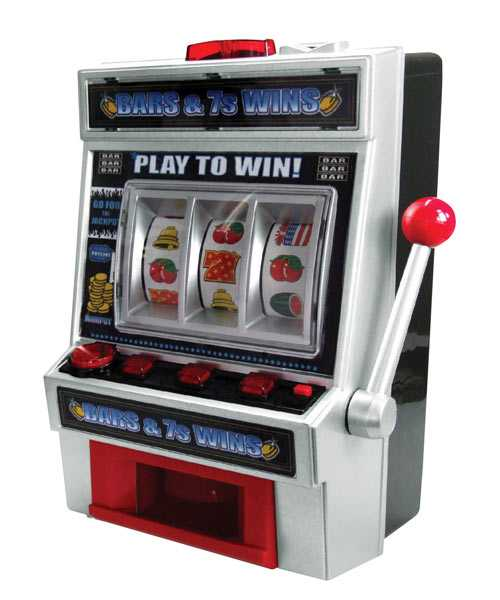 BARS & 7s WINS
BAR
BAR
BAR
PLAY TO WIN!
BAR
BAR
BAR
GO FOR
THE
JACKPOT
BARS & 7s WINS